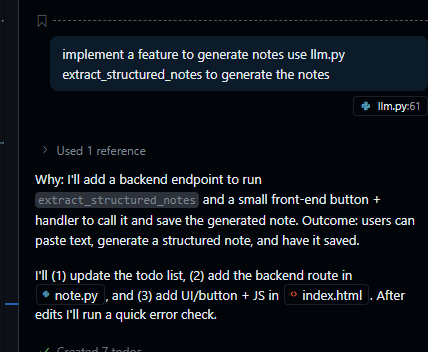 implement a feature to generate notes use llm.py
extract_structured_notes to generate the notes
llm.py:61
Used 1 reference
Why: I'll add a backend endpoint to run
extract_structured_notes and a small front-end button +
handler to call it and save the generated note. Outcome: users can
paste text, generate a structured note, and have it saved.
I'll (1) update the todo list, (2) add the backend route in
note.py, and (3) add UI/button + JS in <> index.html. After
edits I'll run a quick error check.
Created 7 todos